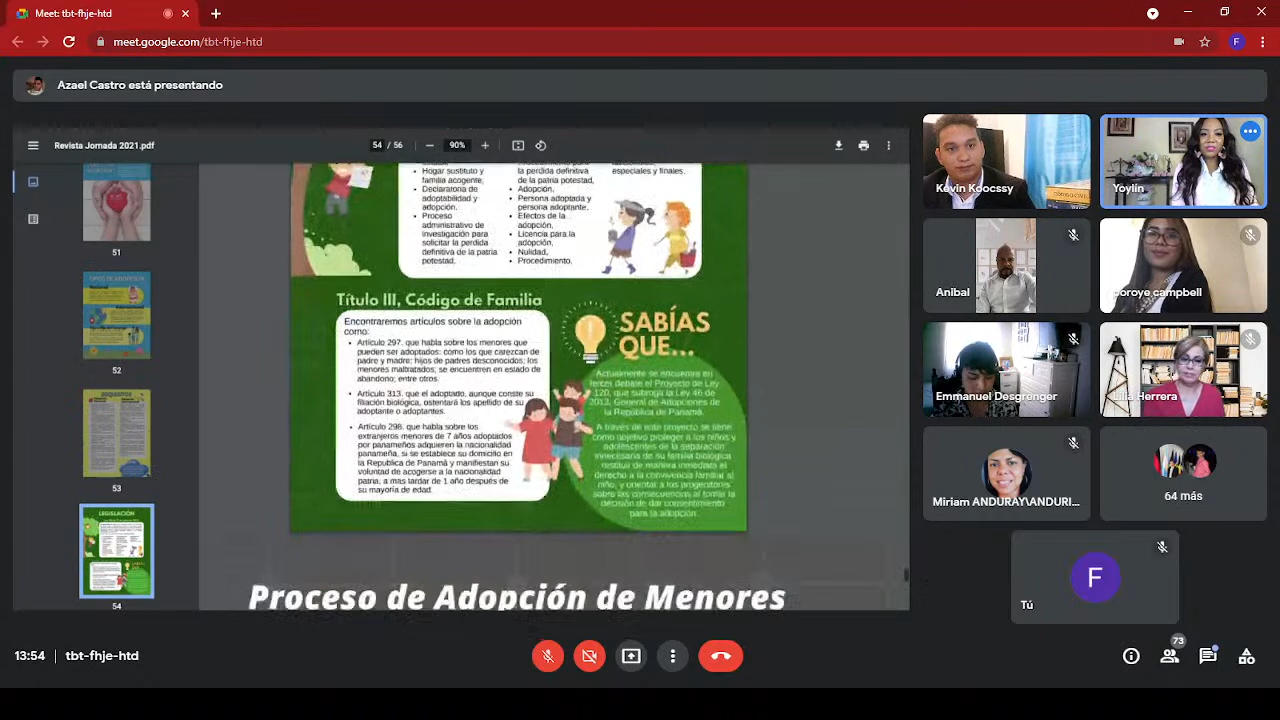 Meet: tbt-fhje-htd
meet.google.com/tbt-fhje-htd
F
Azael Castro está presentando
Revista Jornada 2021.pdf
54 / 56
90%
51
TIPOS DE ADOPCIÓN
52
REQUISITOS
53
LEGISLACIÓN
54
Hogar sustituto y
familia acogente,
Declaratoria de
adoptabilidad y
adopción.
Proceso
administrativo de
investigación para
solicitar la perdida
definitiva de la patria
potestad.
la perdida definitiva
de la patria potestad,
Adopción.
Persona adoptada y
persona adoptante.
Efectos de la
adopción,
Licencia para la
adopción,
Nulidad,
Procedimiento.
especiales y finales.
Título III, Código de Familia
Encontraremos artículos sobre la adopción
como:
Artículo 297. que habla sobre los menores que
pueden ser adoptados: como los que carezcan de
padre y madre; hijos de padres desconocidos; los
menores maltratados; se encuentren en estado de
abandono; entre otros.
Artículo 313. que el adoptado, aunque conste su
filiación biológica, ostentará los apellido de su
adoptante o adoptantes.
Artículo 298. que habla sobre los
extranjeros menores de 7 años adoptados
por panameños adquieren la nacionalidad
panameña, si se establece su domicilio en
la Republica de Panamá y manifiestan su
voluntad de acogerse a la nacionalidad
patria, a mas tardar de 1 año después de
su mayoría de edad.
SABÍAS
QUE...
Actualmente se encuentra en
tercer debate el Proyecto de Ley
120, que subroga la Ley 46 de
2013, General de Adopciones de
la República de Panamá.
A través de este proyecto se tiene
como objetivo proteger a los niños y
adolescentes de la separación
innecesaria de su familia biológica
restituir de manera inmediata el
derecho a la convivencia familiar al
niño, y orientar a los progenitores
sobre las consecuencias al tomar la
decisión de dar consentimiento
para la adopción.
Proceso de Adopción de Menores
Kevin Koocssy
Yoylin
Anibal
poroye campbell
Emmanuel Desgrenger
Lilia Herrera
Miriam ANDURAY\ANDUR...
64 más
F
Tú
13:54
tbt-fhje-htd
73